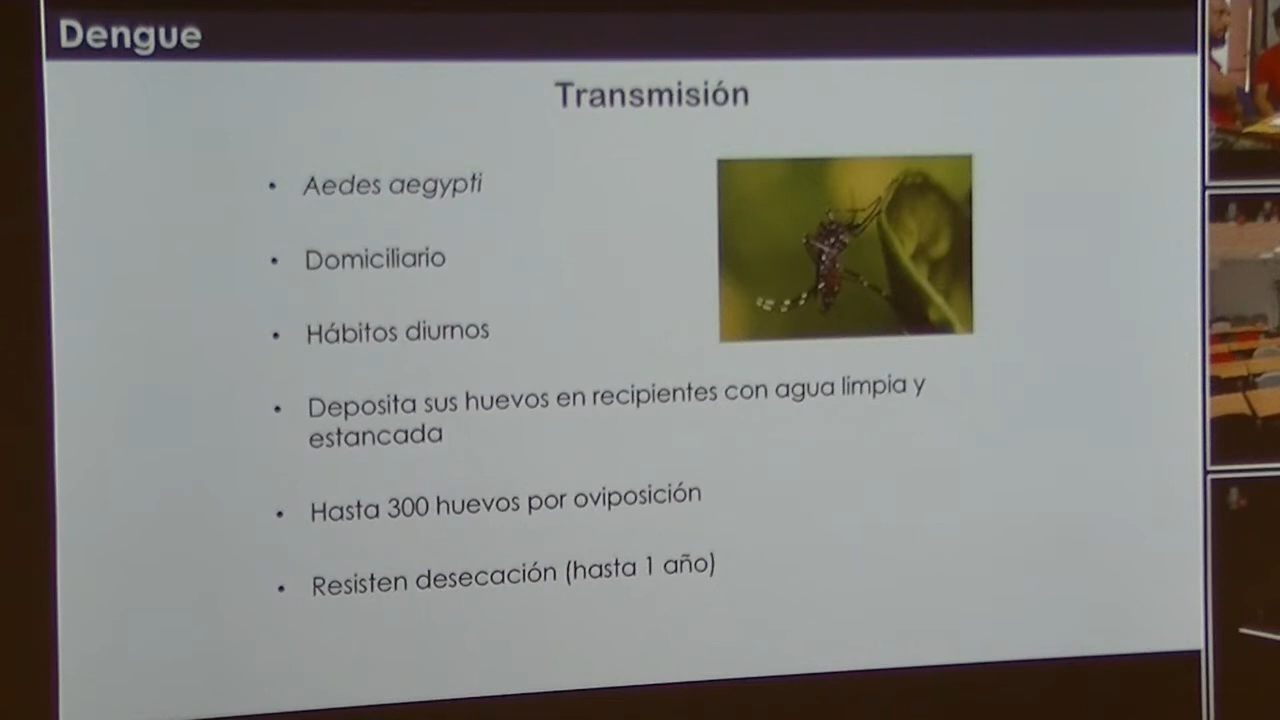 Dengue
Transmisión
• Aedes aegypti
• Domiciliario
• Hábitos diurnos
• Deposita sus huevos en recipientes con agua limpia y
estancada
• Hasta 300 huevos por oviposición
• Resisten desecación (hasta 1 año)